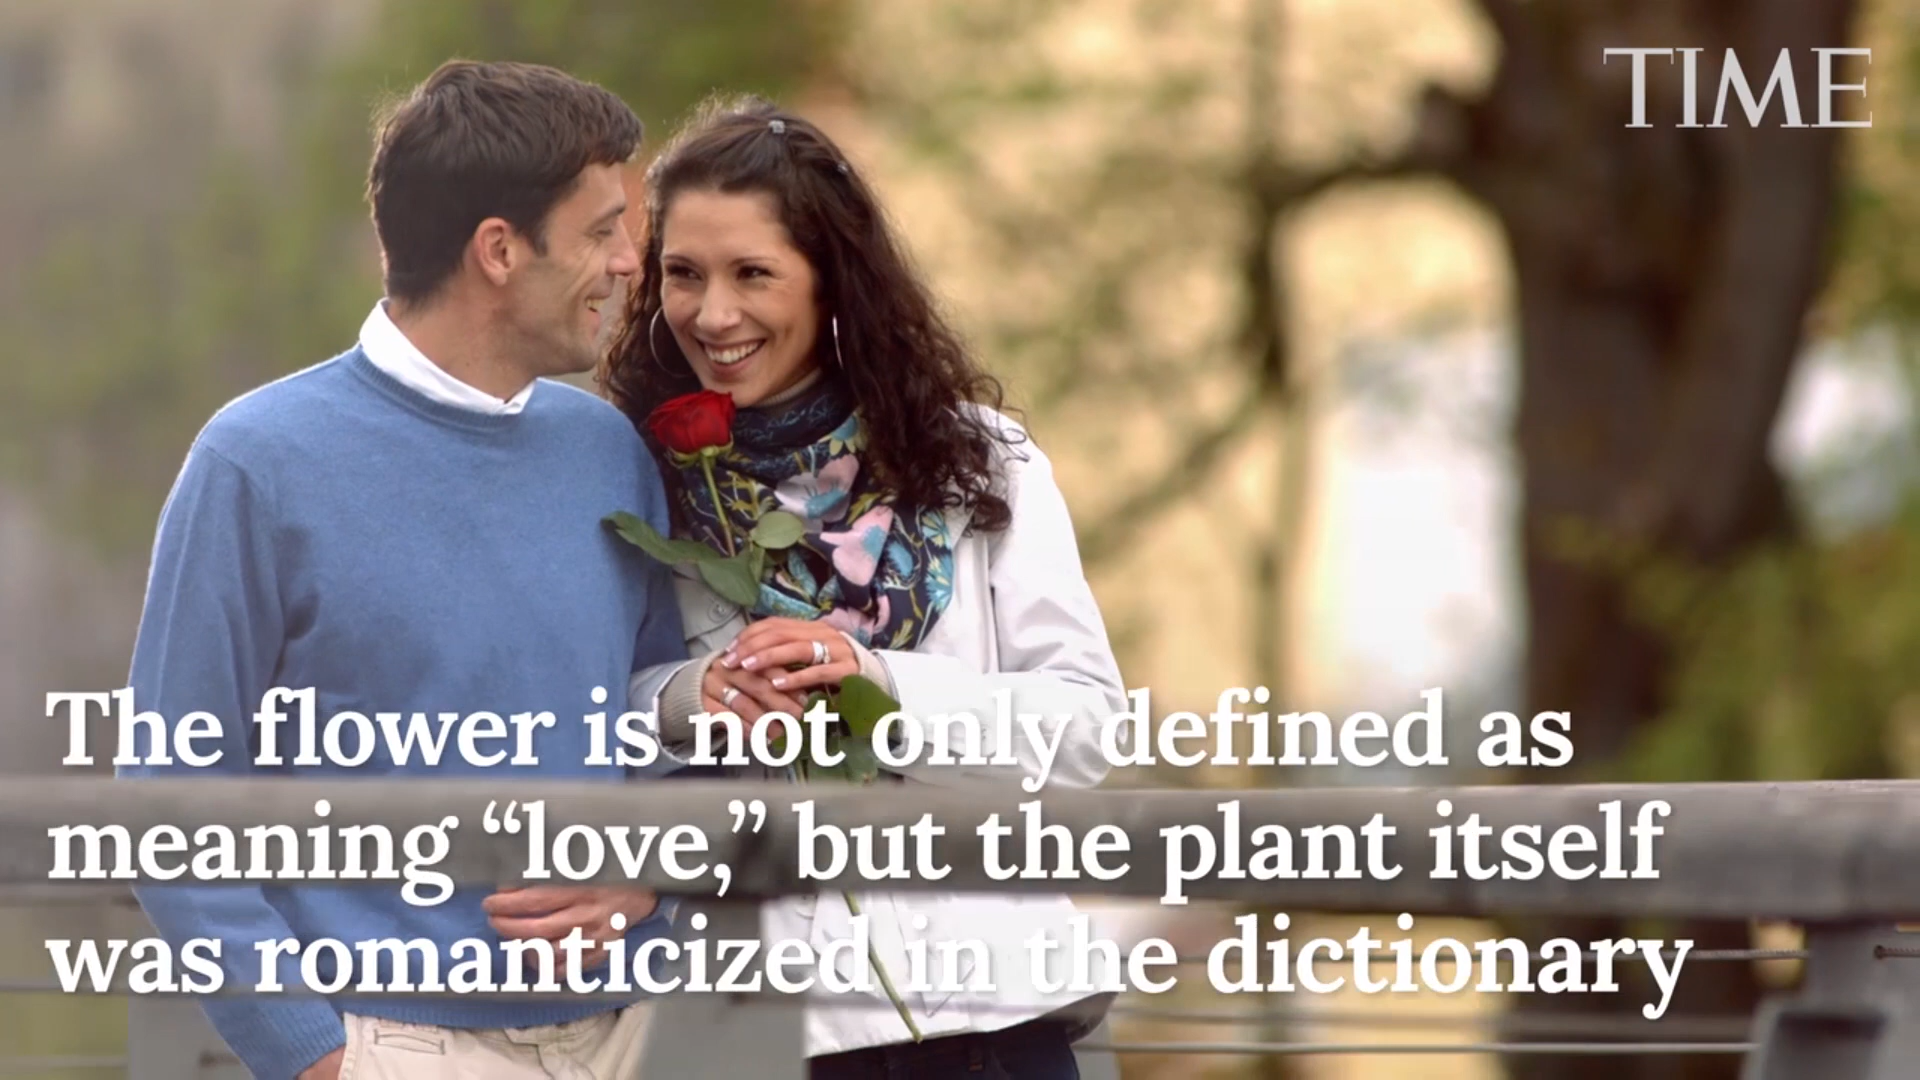 TIME
The flower is not only defined as
meaning “love,” but the plant itself
was romanticized in the dictionary